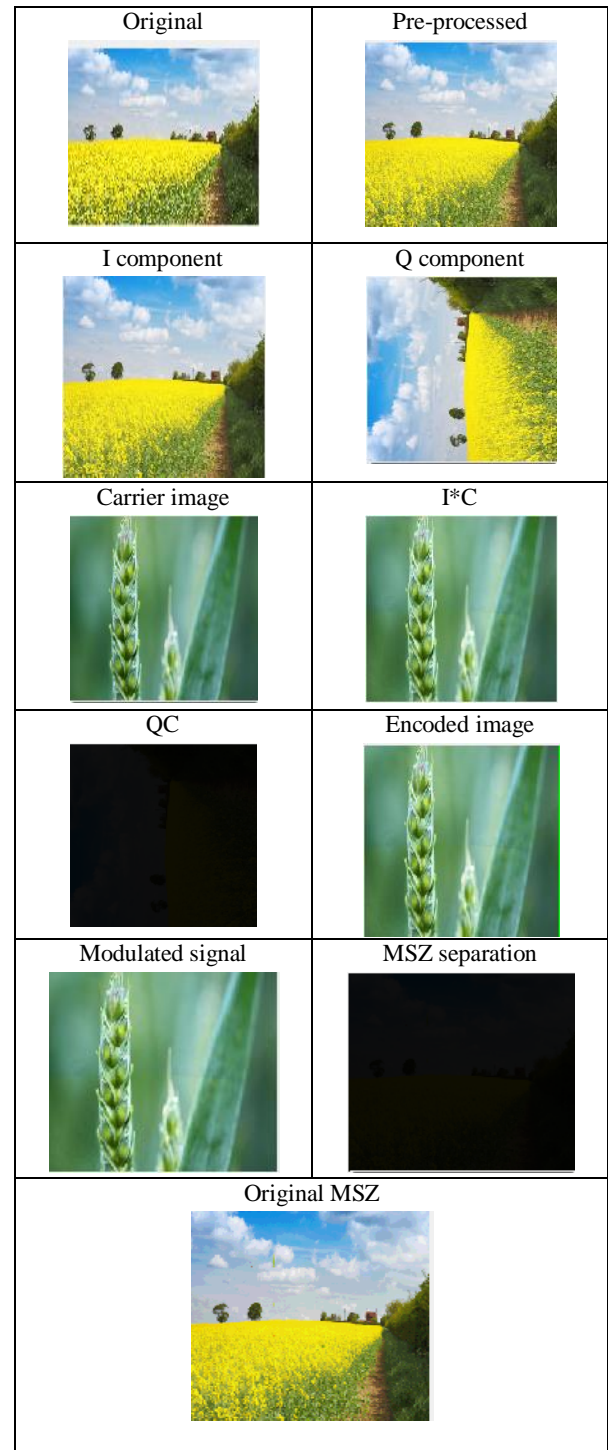 Original
Pre-processed
I component
Q component
Carrier image
I*C
QC
Encoded image
Modulated signal
MSZ separation
Original MSZ